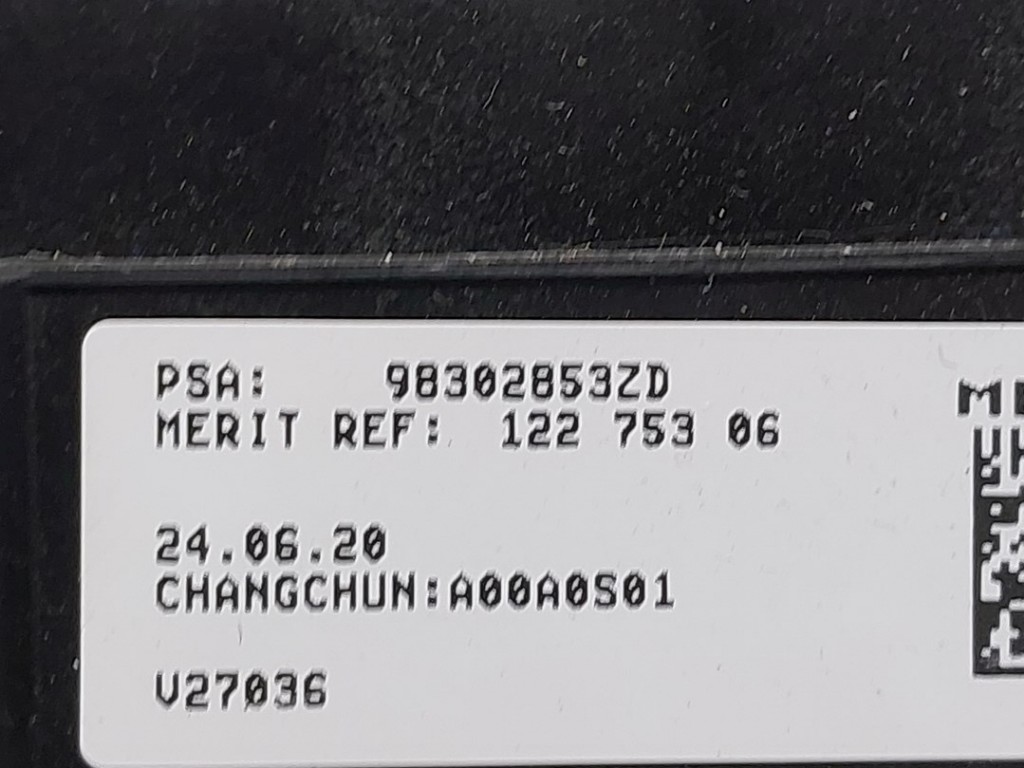 PSA: 98302853ZD
MERIT REF: 122 753 06
24.06.20
CHANGCHUN:A00A0S01
V27036